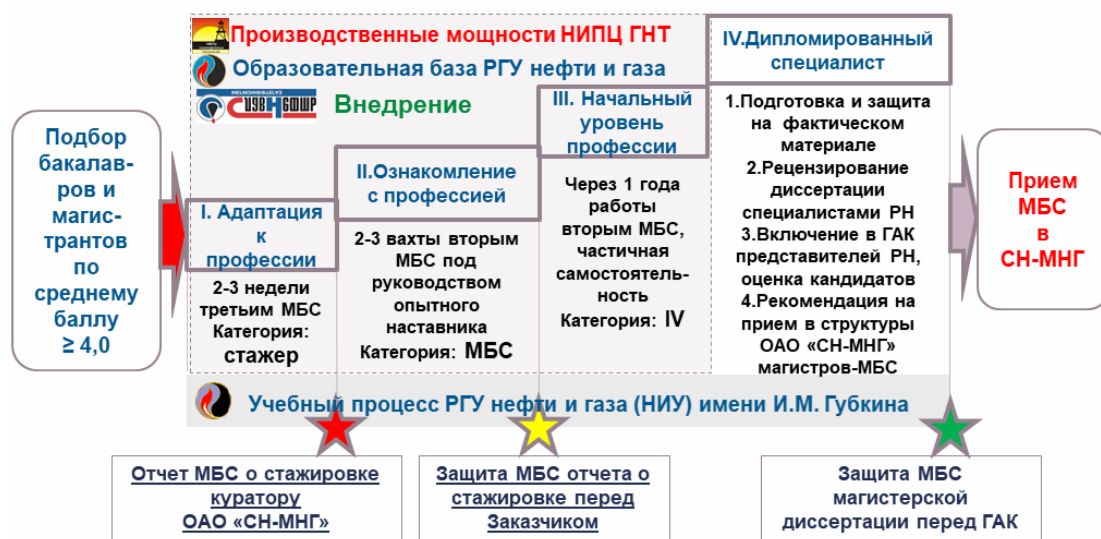 Производственные мощности НИПЦ ГНТ
Образовательная база РГУ нефти и газа
Внедрение
Подбор
бакалав-
ров и
магис-
трантов
по
среднему
баллу
≥ 4,0
I. Адаптация
к
профессии
2-3 недели
третьим МБС
Категория:
стажер
II.Ознакомление
с профессией
2-3 вахты вторым
МБС под
руководством
опытного
наставника
Категория: МБС
III. Начальный
уровень
профессии
Через 1 года
работы
вторым МБС,
частичная
самостоятель-
ность
Категория: IV
IV.Дипломированный
специалист
1.Подготовка и защита
на фактическом
материале
2.Рецензирование
диссертации
специалистами РН
3.Включение в ГАК
представителей РН,
оценка кандидатов
4.Рекомендация на
прием в структуры
ОАО «СН-МНГ»
магистров-МБС
Прием
МБС
в
СН-МНГ
Учебный процесс РГУ нефти и газа (НИУ) имени И.М. Губкина
Отчет МБС о стажировке
куратору
ОАО «СН-МНГ»
Защита МБС отчета о
стажировке перед
Заказчиком
Защита МБС
магистерской
диссертации перед ГАК